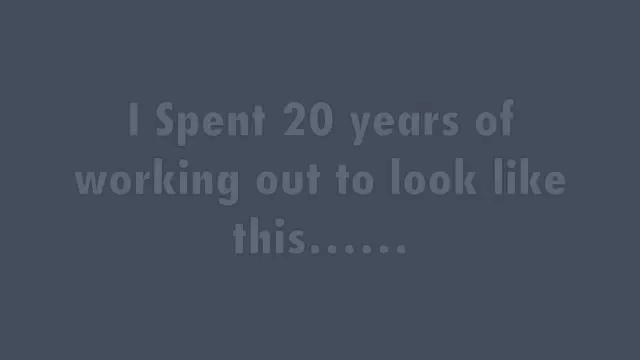 I Spent 20 years of
working out to look like
this......